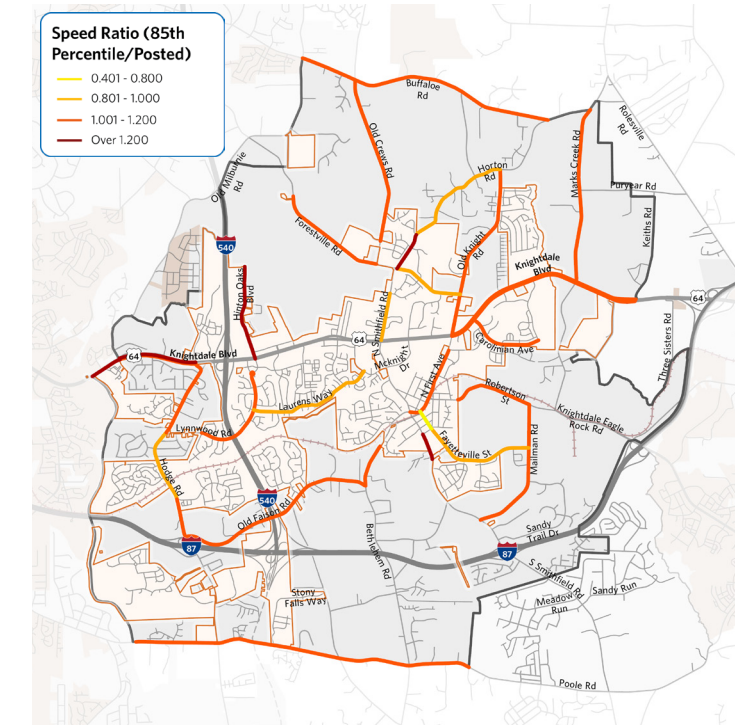 Speed Ratio (85th
Percentile/Posted)
0.401 - 0.800
0.801 - 1.000
1.001 - 1.200
Over 1.200
Buffaloe
Rd
Rolesville
Rd
Old Crews Rd
Marks Creek Rd
Old Milburnie
Rd
Horton
Rd
Puryear Rd
Keiths Rd
Forestville Rd
Old Knight
Rd
540
Knightdale
Blvd
Hinton Oaks
Blvd
64
N Smithfield Rd
64
Carolinian Ave
Three Sisters Rd
64
Knightdale Blvd
Mcknight
Dr
N First Ave
Robertson
St
Laurens Way
Knightdale Eagle
Rock Rd
Lynnwood Rd
Fayetteville St
Mailman Rd
Hodge Rd
540
Old Faison Rd
Bethlehem Rd
Sandy
Trail Dr
87
87
S Smithfield Rd
Stony
Falls Way
Meadow
Run
Sandy Run
Poole Rd